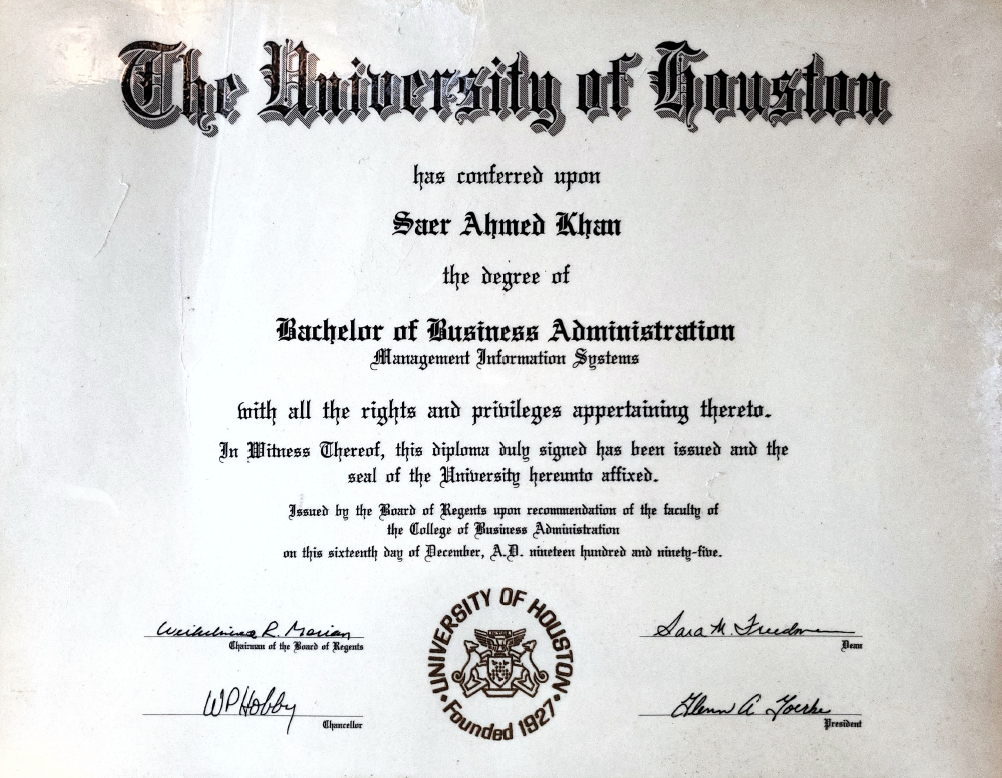 The University of Houston
has conferred upon
Saer Ahmed Khan
the degree of
Bachelor of Business Administration
Management Information Systems
with all the rights and privileges appertaining thereto.
In Witness Thereof, this diploma duly signed has been issued and the
seal of the University hereunto affixed.
Issued by the Board of Regents upon recommendation of the faculty of
the College of Business Administration
on this sixteenth day of December, A.D. nineteen hundred and ninety-five.
R.
Chairman of the Board of Regents
Sara M. Freedman
Dean
WPHobby
Chancellor
Glenn A
President
UNIVERSITY OF HOUSTON
Founded 1927